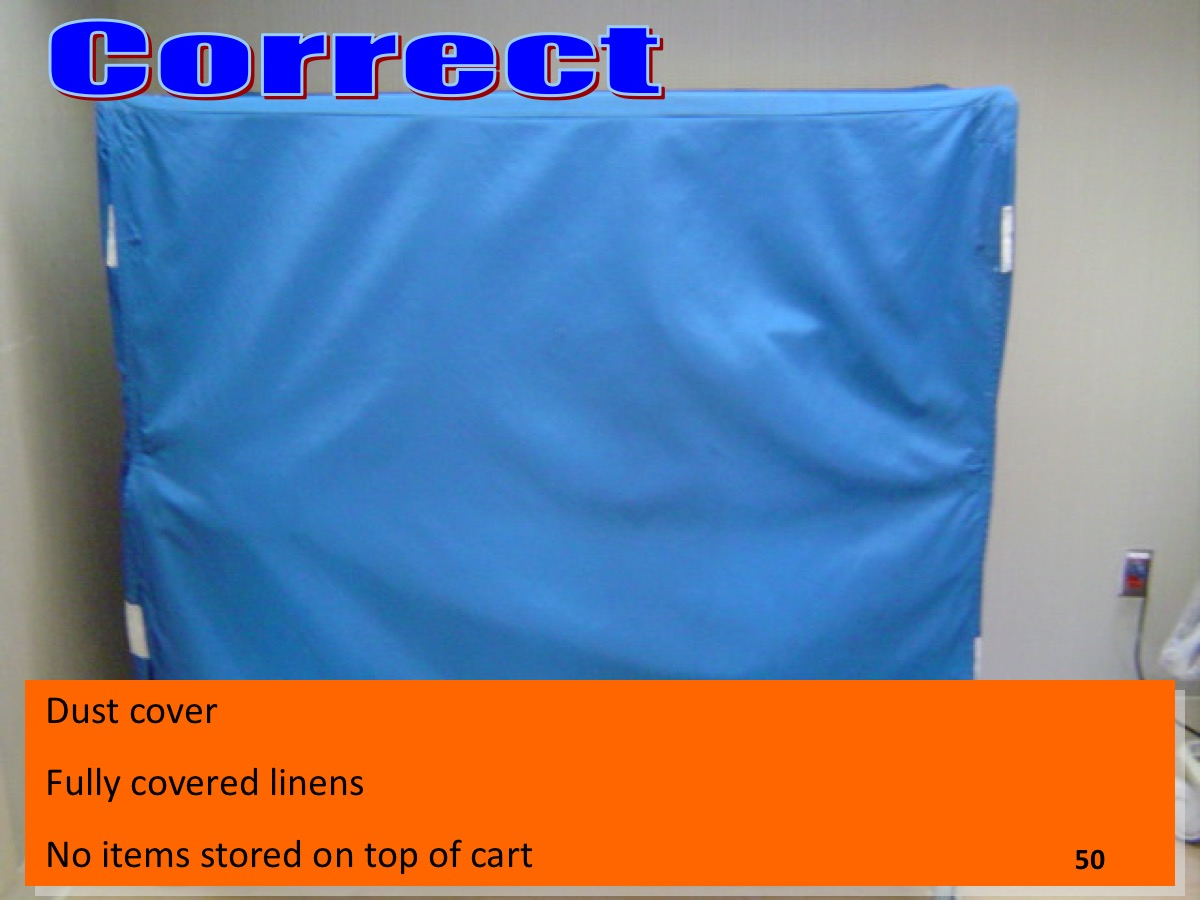 Correct
Dust cover
Fully covered linens
No items stored on top of cart
50